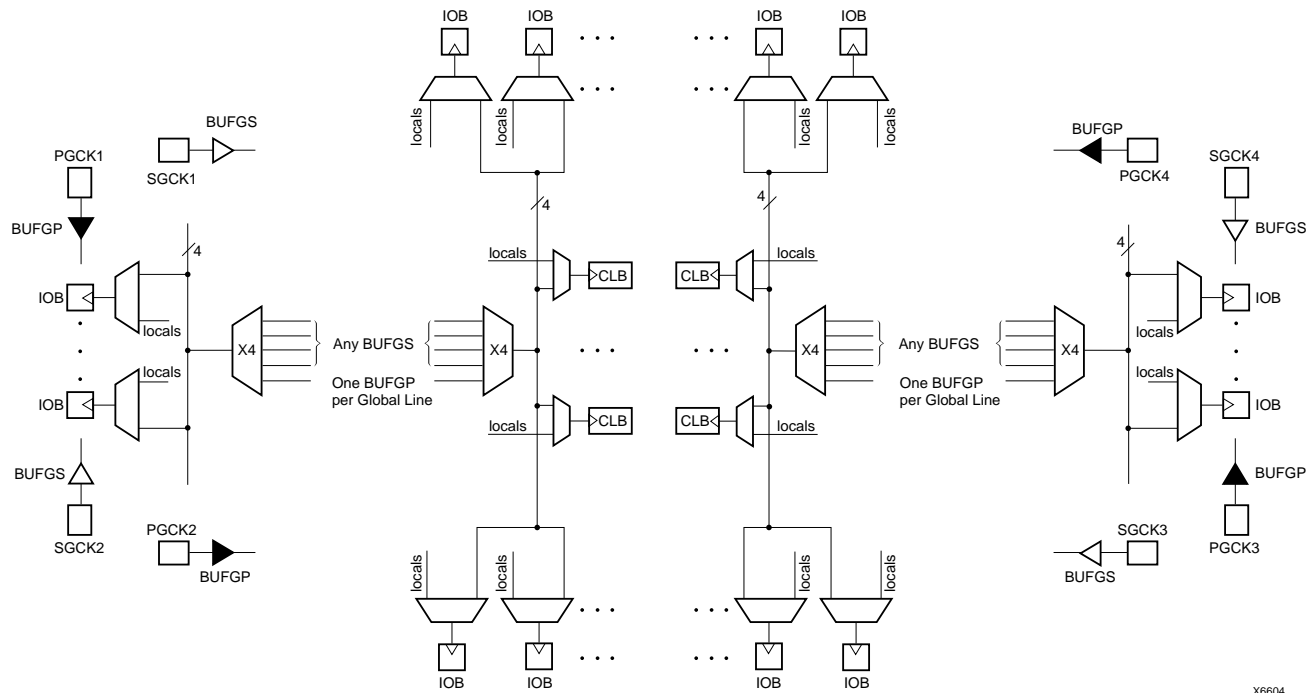 IOB
IOB
IOB
IOB
locals
locals
locals
locals
BUFGS
SGCK1
PGCK1
BUFGP
BUFGP
PGCK4
SGCK4
BUFGS
4
4
4
4
locals
CLB
CLB
locals
IOB
locals
locals
IOB
X4
Any BUFGS
X4
X4
Any BUFGS
X4
One BUFGP
per Global Line
One BUFGP
per Global Line
IOB
locals
locals
IOB
CLB
CLB
locals
locals
BUFGS
SGCK2
PGCK2
BUFGP
SGCK3
BUFGS
BUFGP
PGCK3
locals
locals
locals
locals
IOB
IOB
IOB
IOB
X6604